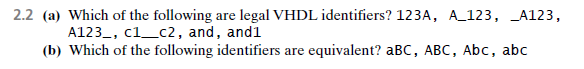 2.2 (a) Which of the following are legal VHDL identifiers? 123A, A_123, _A123,
A123_, c1__c2, and, and1
(b) Which of the following identifiers are equivalent? aBC, ABC, Abc, abc